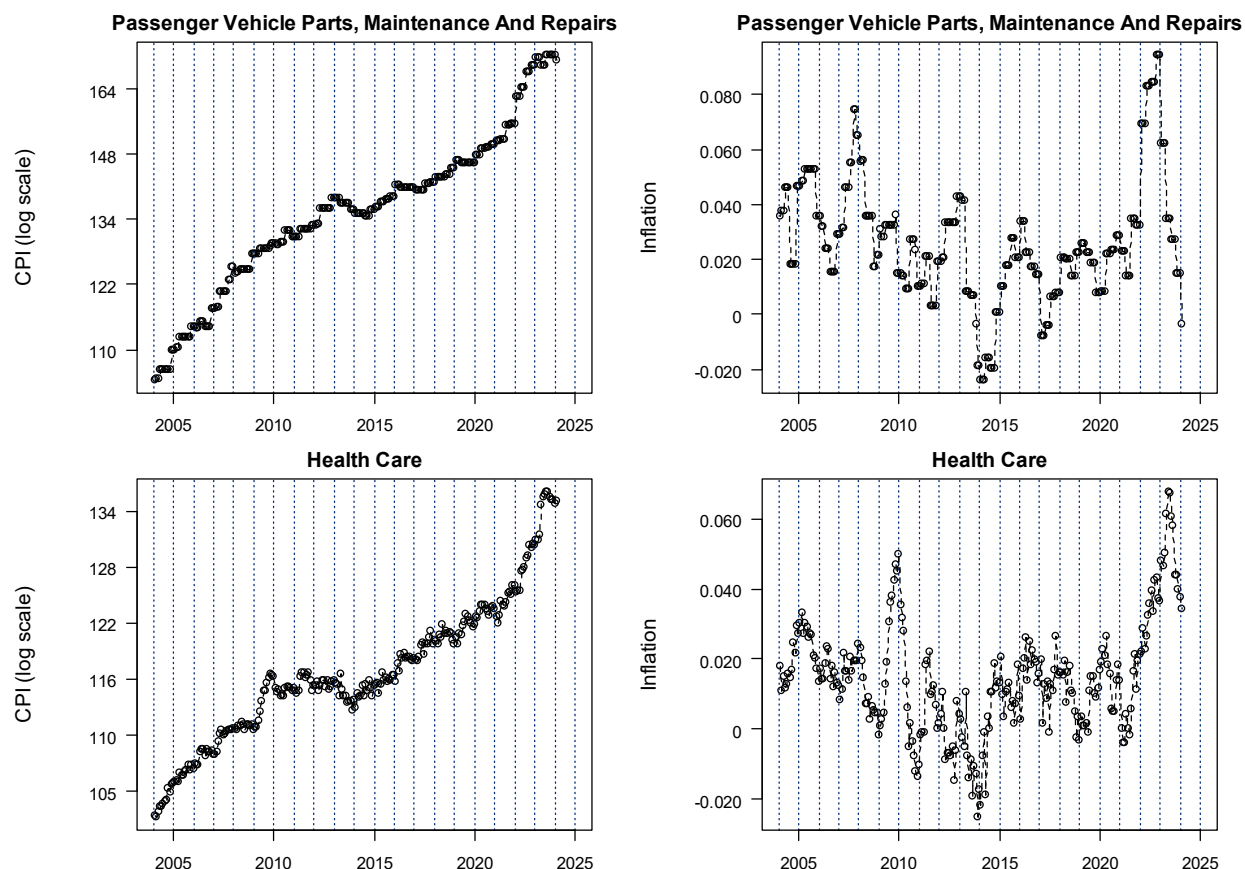 Passenger Vehicle Parts, Maintenance And Repairs
CPI (log scale)
164
148
134
122
110
2005 2010 2015 2020 2025
Passenger Vehicle Parts, Maintenance And Repairs
Inflation
0.080
0.060
0.040
0.020
0
-0.020
2005 2010 2015 2020 2025
Health Care
CPI (log scale)
134
128
122
116
110
105
2005 2010 2015 2020 2025
Health Care
Inflation
0.060
0.040
0.020
0
-0.020
2005 2010 2015 2020 2025